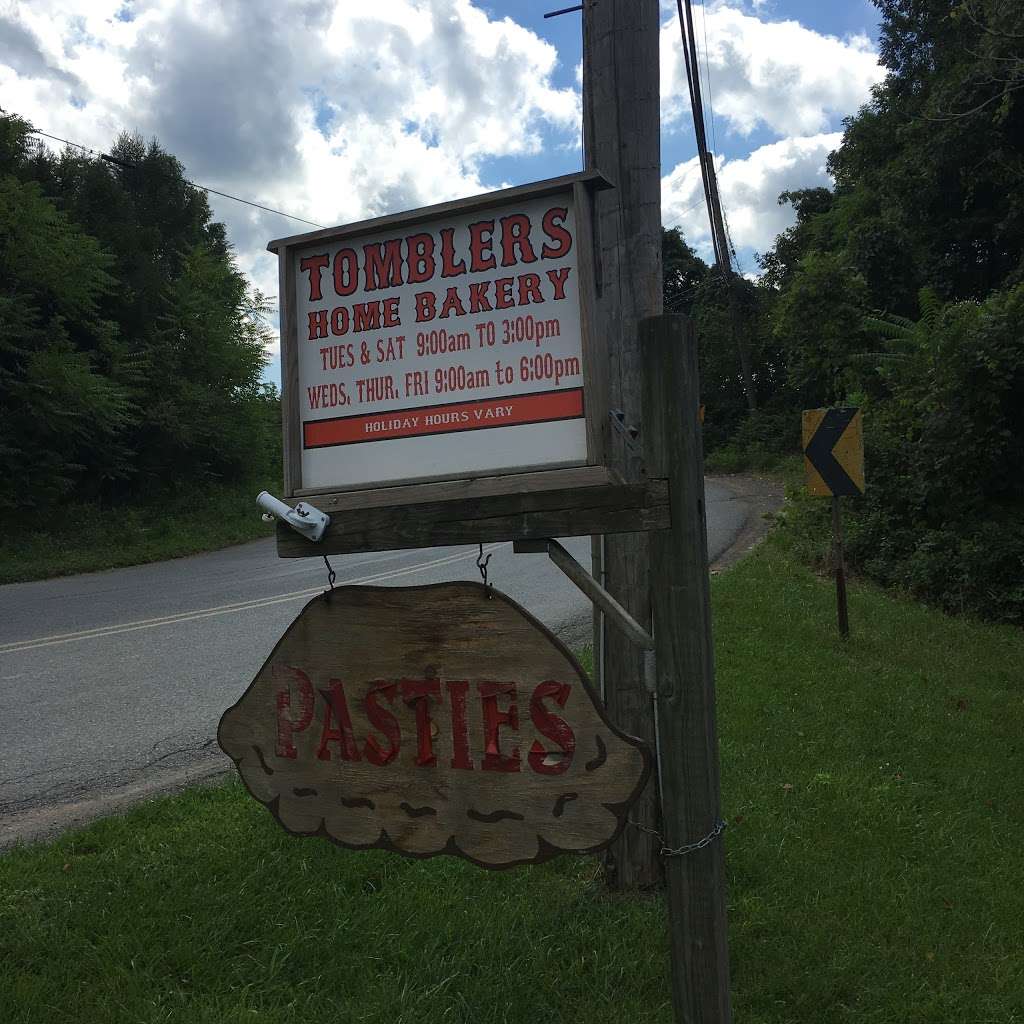 TOMBLERS
HOME BAKERY
TUES & SAT 9:00am TO 3:00pm
WEDS, THUR, FRI 9:00am to 6:00pm
HOLIDAY HOURS VARY
PASTIES